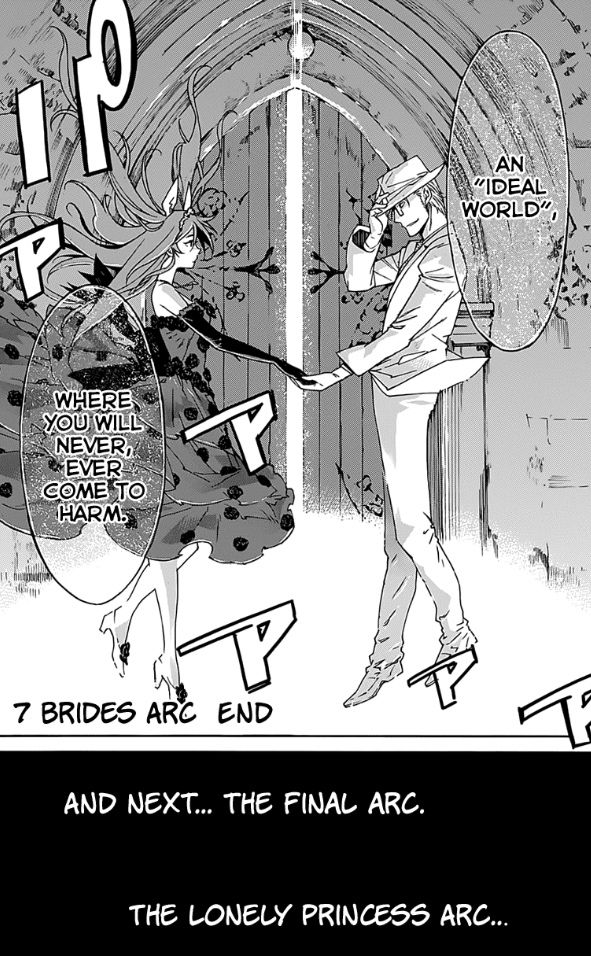 AN
"IDEAL
WORLD",
WHERE
YOU WILL
NEVER,
EVER
COME TO
HARM.
7 BRIDES ARC END
AND NEXT... THE FINAL ARC.
THE LONELY PRINCESS ARC...